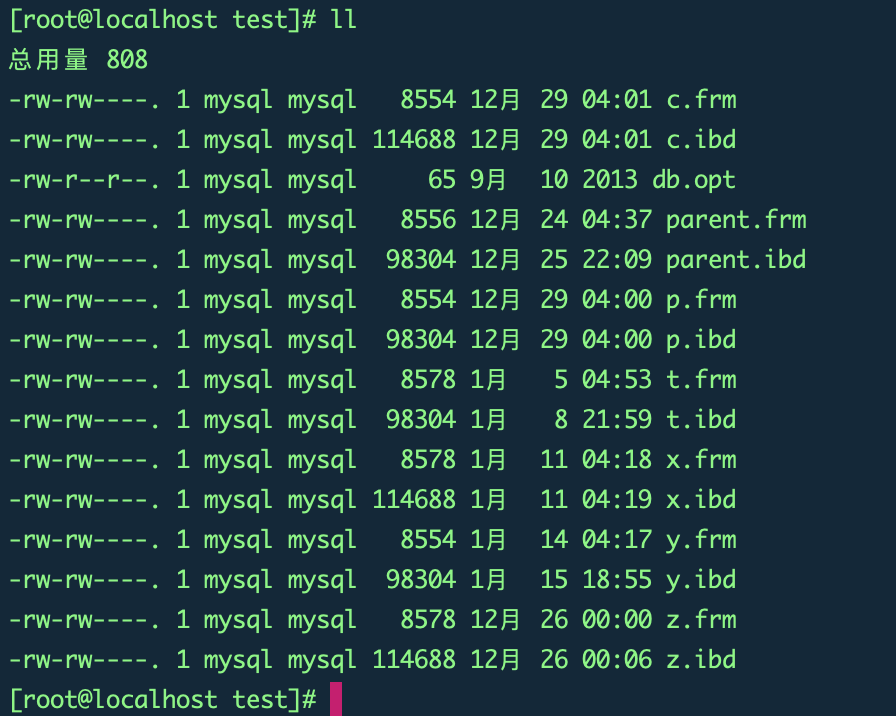 [root@localhost test]# ll
总用量 808
-rw-rw----. 1 mysql mysql   8554 12月 29 04:01 c.frm
-rw-rw----. 1 mysql mysql 114688 12月 29 04:01 c.ibd
-rw-r--r--. 1 mysql mysql     65 9月  10 2013 db.opt
-rw-rw----. 1 mysql mysql   8556 12月 24 04:37 parent.frm
-rw-rw----. 1 mysql mysql  98304 12月 25 22:09 parent.ibd
-rw-rw----. 1 mysql mysql   8554 12月 29 04:00 p.frm
-rw-rw----. 1 mysql mysql  98304 12月 29 04:00 p.ibd
-rw-rw----. 1 mysql mysql   8578 1月   5 04:53 t.frm
-rw-rw----. 1 mysql mysql  98304 1月   8 21:59 t.ibd
-rw-rw----. 1 mysql mysql   8578 1月  11 04:18 x.frm
-rw-rw----. 1 mysql mysql 114688 1月  11 04:19 x.ibd
-rw-rw----. 1 mysql mysql   8554 1月  14 04:17 y.frm
-rw-rw----. 1 mysql mysql  98304 1月  15 18:55 y.ibd
-rw-rw----. 1 mysql mysql   8578 12月 26 00:00 z.frm
-rw-rw----. 1 mysql mysql 114688 12月 26 00:06 z.ibd
[root@localhost test]#